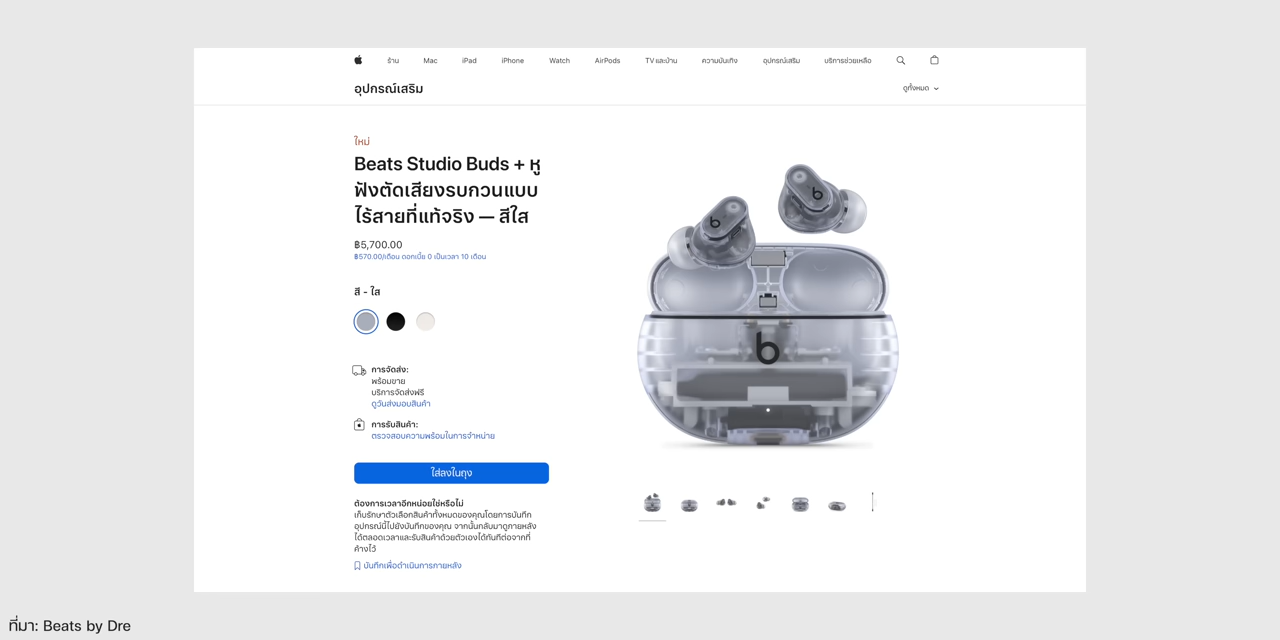 ร้าน Mac iPad iPhone Watch AirPods TV และบ้าน ความบันเทิง อุปกรณ์เสริม บริการช่วยเหลือ
อุปกรณ์เสริม
ดูทั้งหมด
ใหม่
Beats Studio Buds + หู
ฟังตัดเสียงรบกวนแบบ
ไร้สายที่แท้จริง — สีใส
฿5,700.00
฿570.00/เดือน ดอกเบี้ย 0 เป็นเวลา 10 เดือน
สี - ใส
การจัดส่ง:
พร้อมขาย
บริการจัดส่งฟรี
ดูวันส่งมอบสินค้า
การรับสินค้า:
ตรวจสอบความพร้อมในการจำหน่าย
ใส่ลงในถุง
ต้องการเวลาอีกหน่อยใช่หรือไม่
เก็บรักษาตัวเลือกสินค้าทั้งหมดของคุณโดยการบันทึก
อุปกรณ์นี้ไปยังบันทึกของคุณ จากนั้นกลับมาดูภายหลัง
ได้ตลอดเวลาและรับสินค้าด้วยตัวเองได้ทันทีต่อจากที่
ค้างไว้
บันทึกเพื่อดำเนินการภายหลัง
ที่มา: Beats by Dre